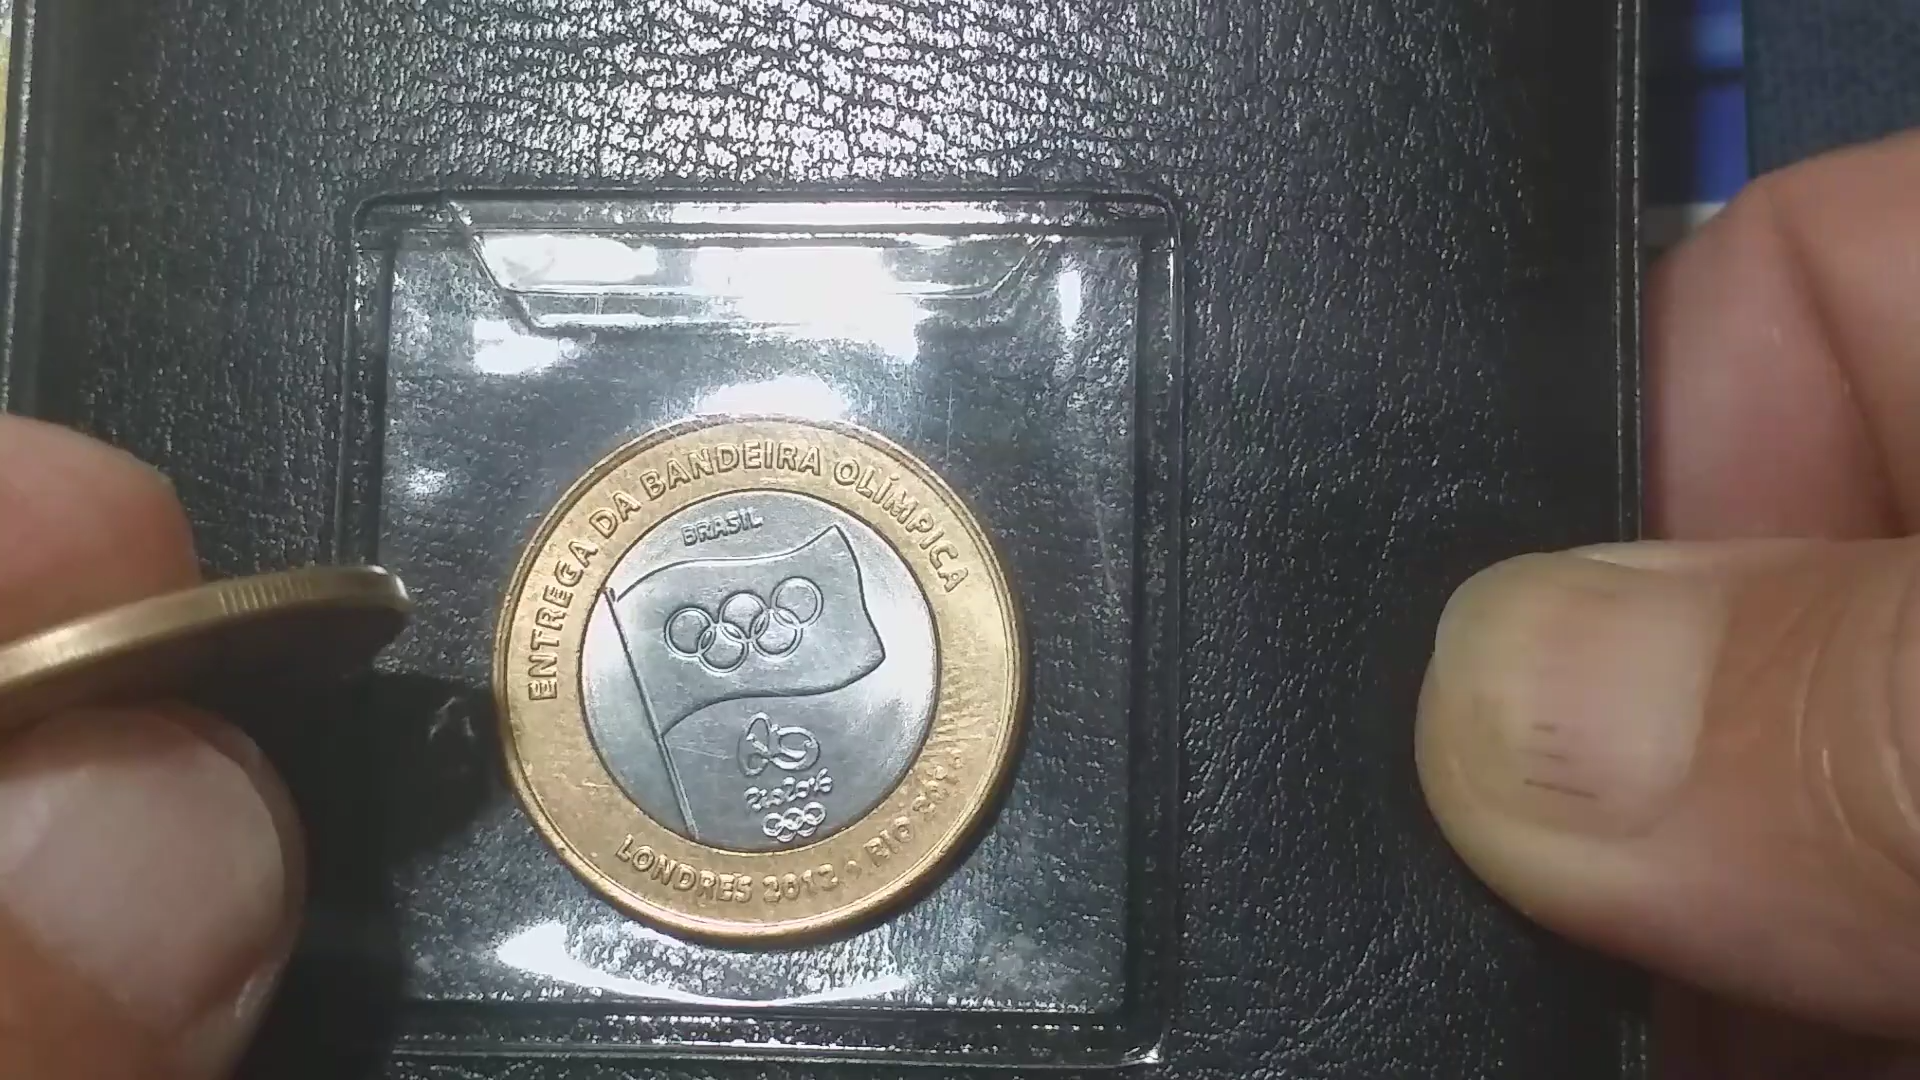 ENTREGA DA BANDEIRA OLÍMPICA
BRASIL
Rio2016
LONDRES 2012 • RIO